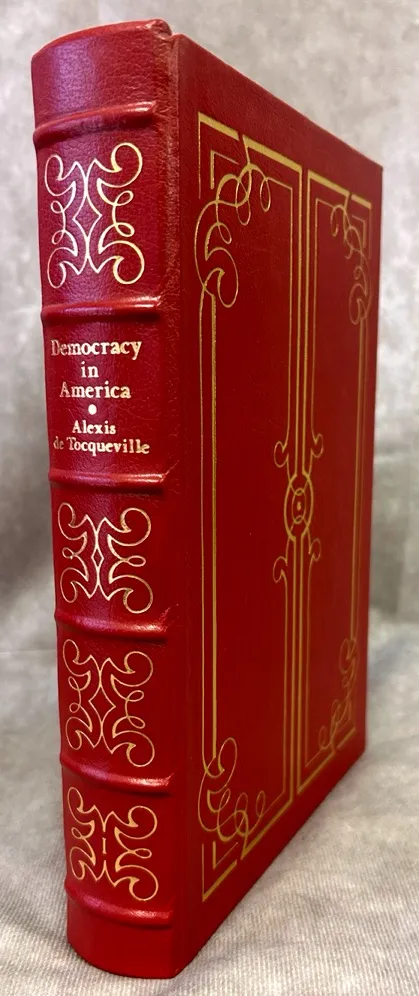 Democracy
in
America
Alexis
de Tocqueville